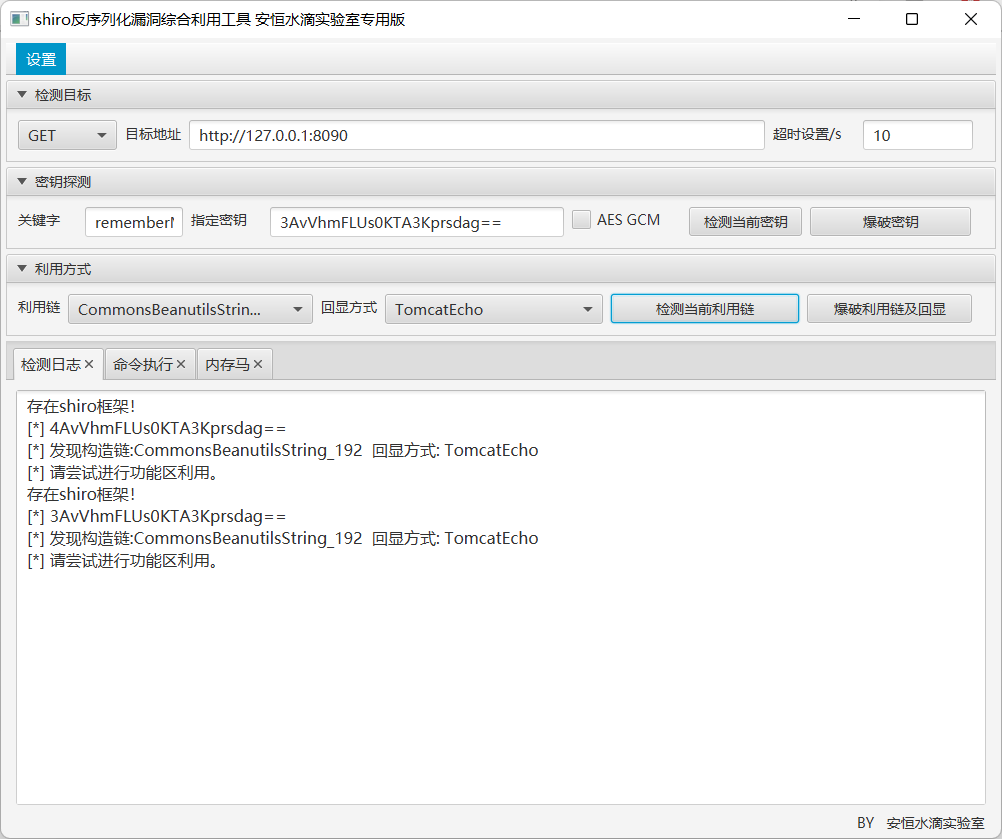 shiro反序列化漏洞综合利用工具 安恒水滴实验室专用版
设置
检测目标
GET 目标地址 http://127.0.0.1:8090 超时设置/s 10
密钥探测
关键字 remember 指定密钥 3AvVhmFLUs0KTA3Kprsdag== AES GCM 检测当前密钥 爆破密钥
利用方式
利用链 CommonsBeanutilsStrin... 回显方式 TomcatEcho 检测当前利用链 爆破利用链及回显
检测日志× 命令执行× 内存马×
存在shiro框架!
[*] 4AvVhmFLUs0KTA3Kprsdag==
[*] 发现构造链:CommonsBeanutilsString_192 回显方式: TomcatEcho
[*] 请尝试进行功能区利用。
存在shiro框架!
[*] 3AvVhmFLUs0KTA3Kprsdag==
[*] 发现构造链:CommonsBeanutilsString_192 回显方式: TomcatEcho
[*] 请尝试进行功能区利用。
BY 安恒水滴实验室